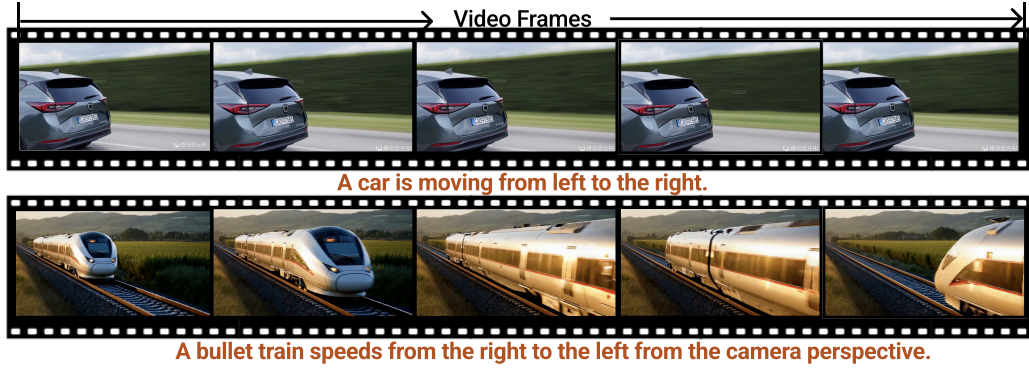 Video Frames
A car is moving from left to the right.
A bullet train speeds from the right to the left from the camera perspective.